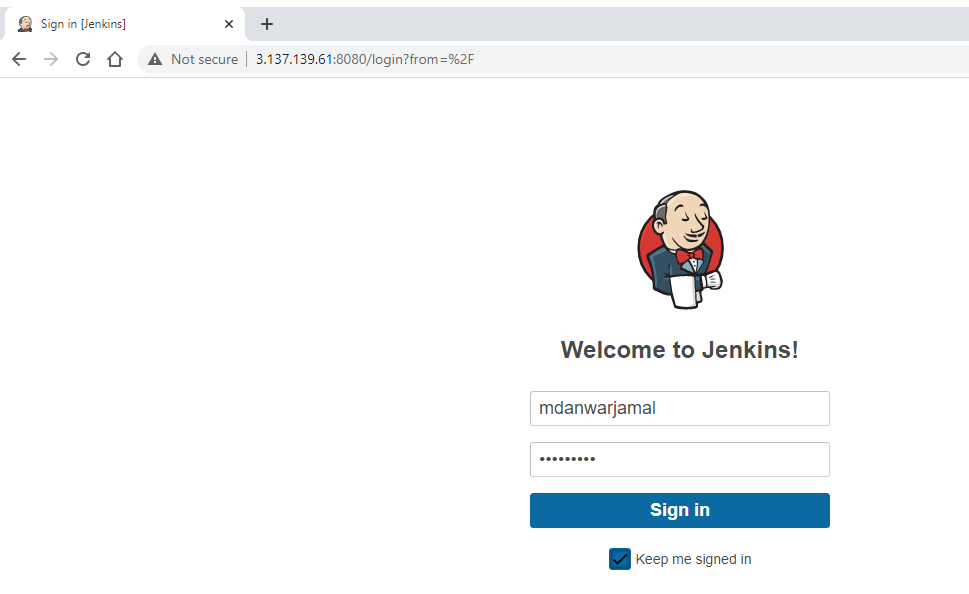 Sign in [Jenkins]
Not secure
3.137.139.61:8080/login?from=%2F
Welcome to Jenkins!
mdanwarjamal
•••••••••
Sign in
Keep me signed in